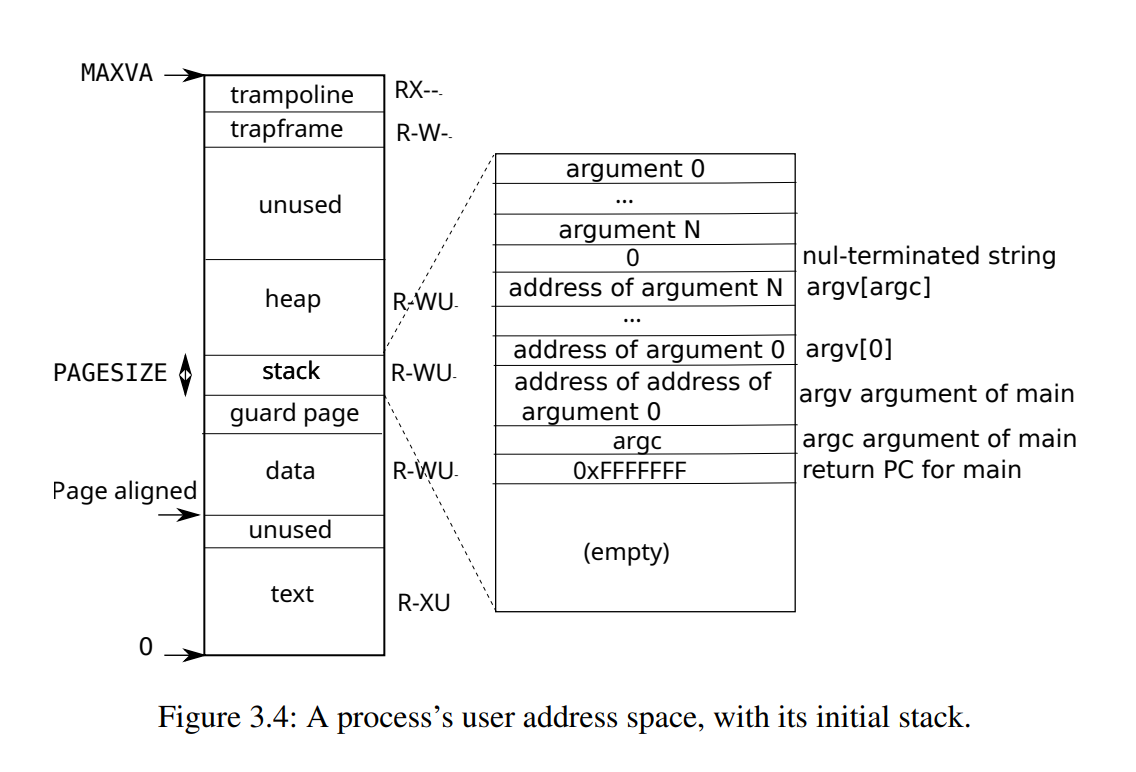 MAXVA
trampoline RX--
trapframe R-W--
unused
heap R-WU-
PAGESIZE stack R-WU-
guard page
data R-WU-
Page aligned
unused
text R-XU
0
argument 0
...
argument N
0 nul-terminated string
address of argument N argv[argc]
...
address of argument 0 argv[0]
address of address of
argument 0 argv argument of main
argc argc argument of main
0xFFFFFFF return PC for main
(empty)
Figure 3.4: A process’s user address space, with its initial stack.